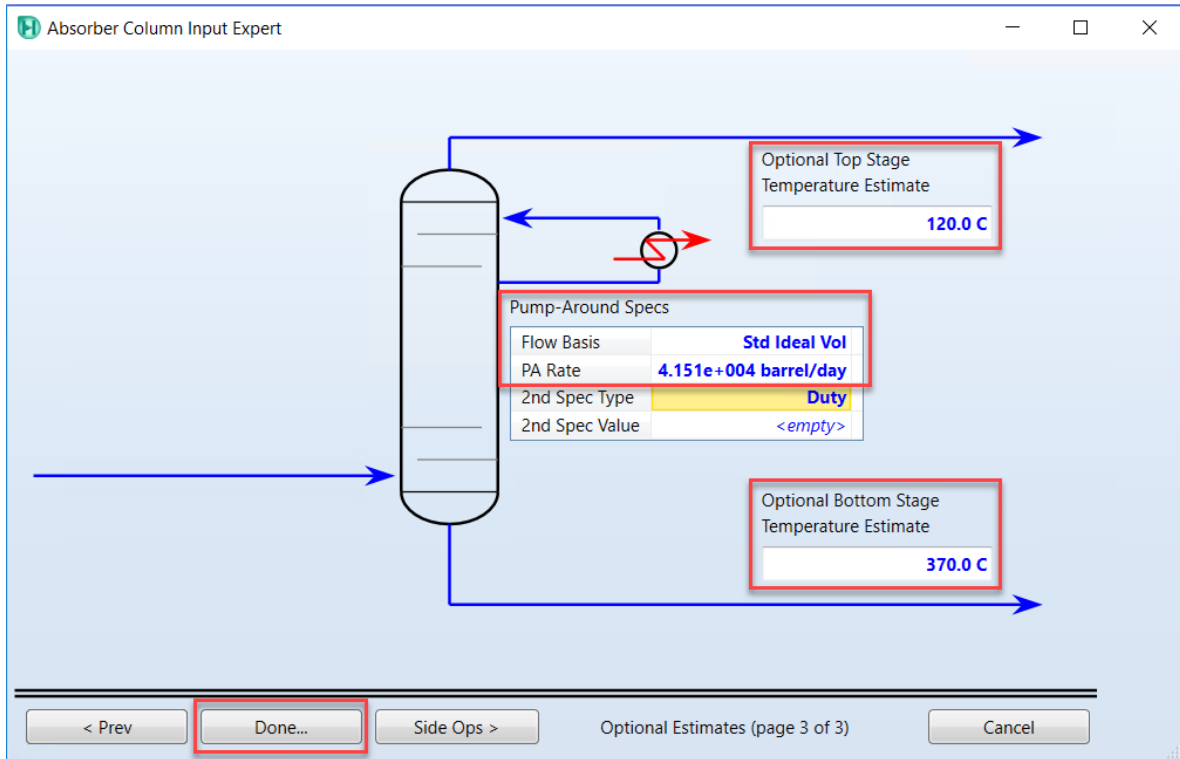 Absorber Column Input Expert
Optional Top Stage
Temperature Estimate
120.0 C
Pump-Around Specs
Flow Basis Std Ideal Vol
PA Rate 4.151e+004 barrel/day
2nd Spec Type Duty
2nd Spec Value <empty>
Optional Bottom Stage
Temperature Estimate
370.0 C
< Prev Done... Side Ops > Optional Estimates (page 3 of 3) Cancel